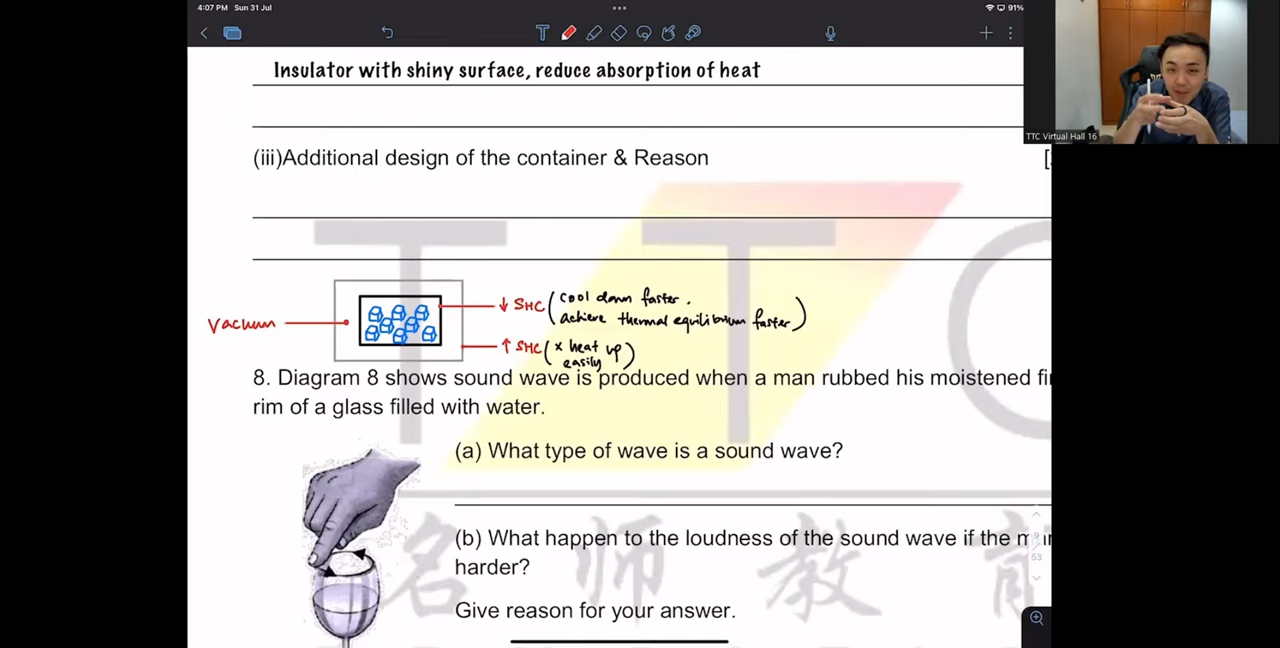 4:07 PM Sun 31 Jul
91%
Insulator with shiny surface, reduce absorption of heat
TTC Virtual Hall 16
(iii)Additional design of the container & Reason
[
TTC
Vacuum
↓ SHC (cool down faster.
achieve thermal equilibrium faster)
↑ SHC (x heat up
easily)
8. Diagram 8 shows sound wave is produced when a man rubbed his moistened
rim of a glass filled with water.
(a) What type of wave is a sound wave?
(b) What happen to the loudness of the sound wave if the
harder?
Give reason for your answer.
53
名师教育